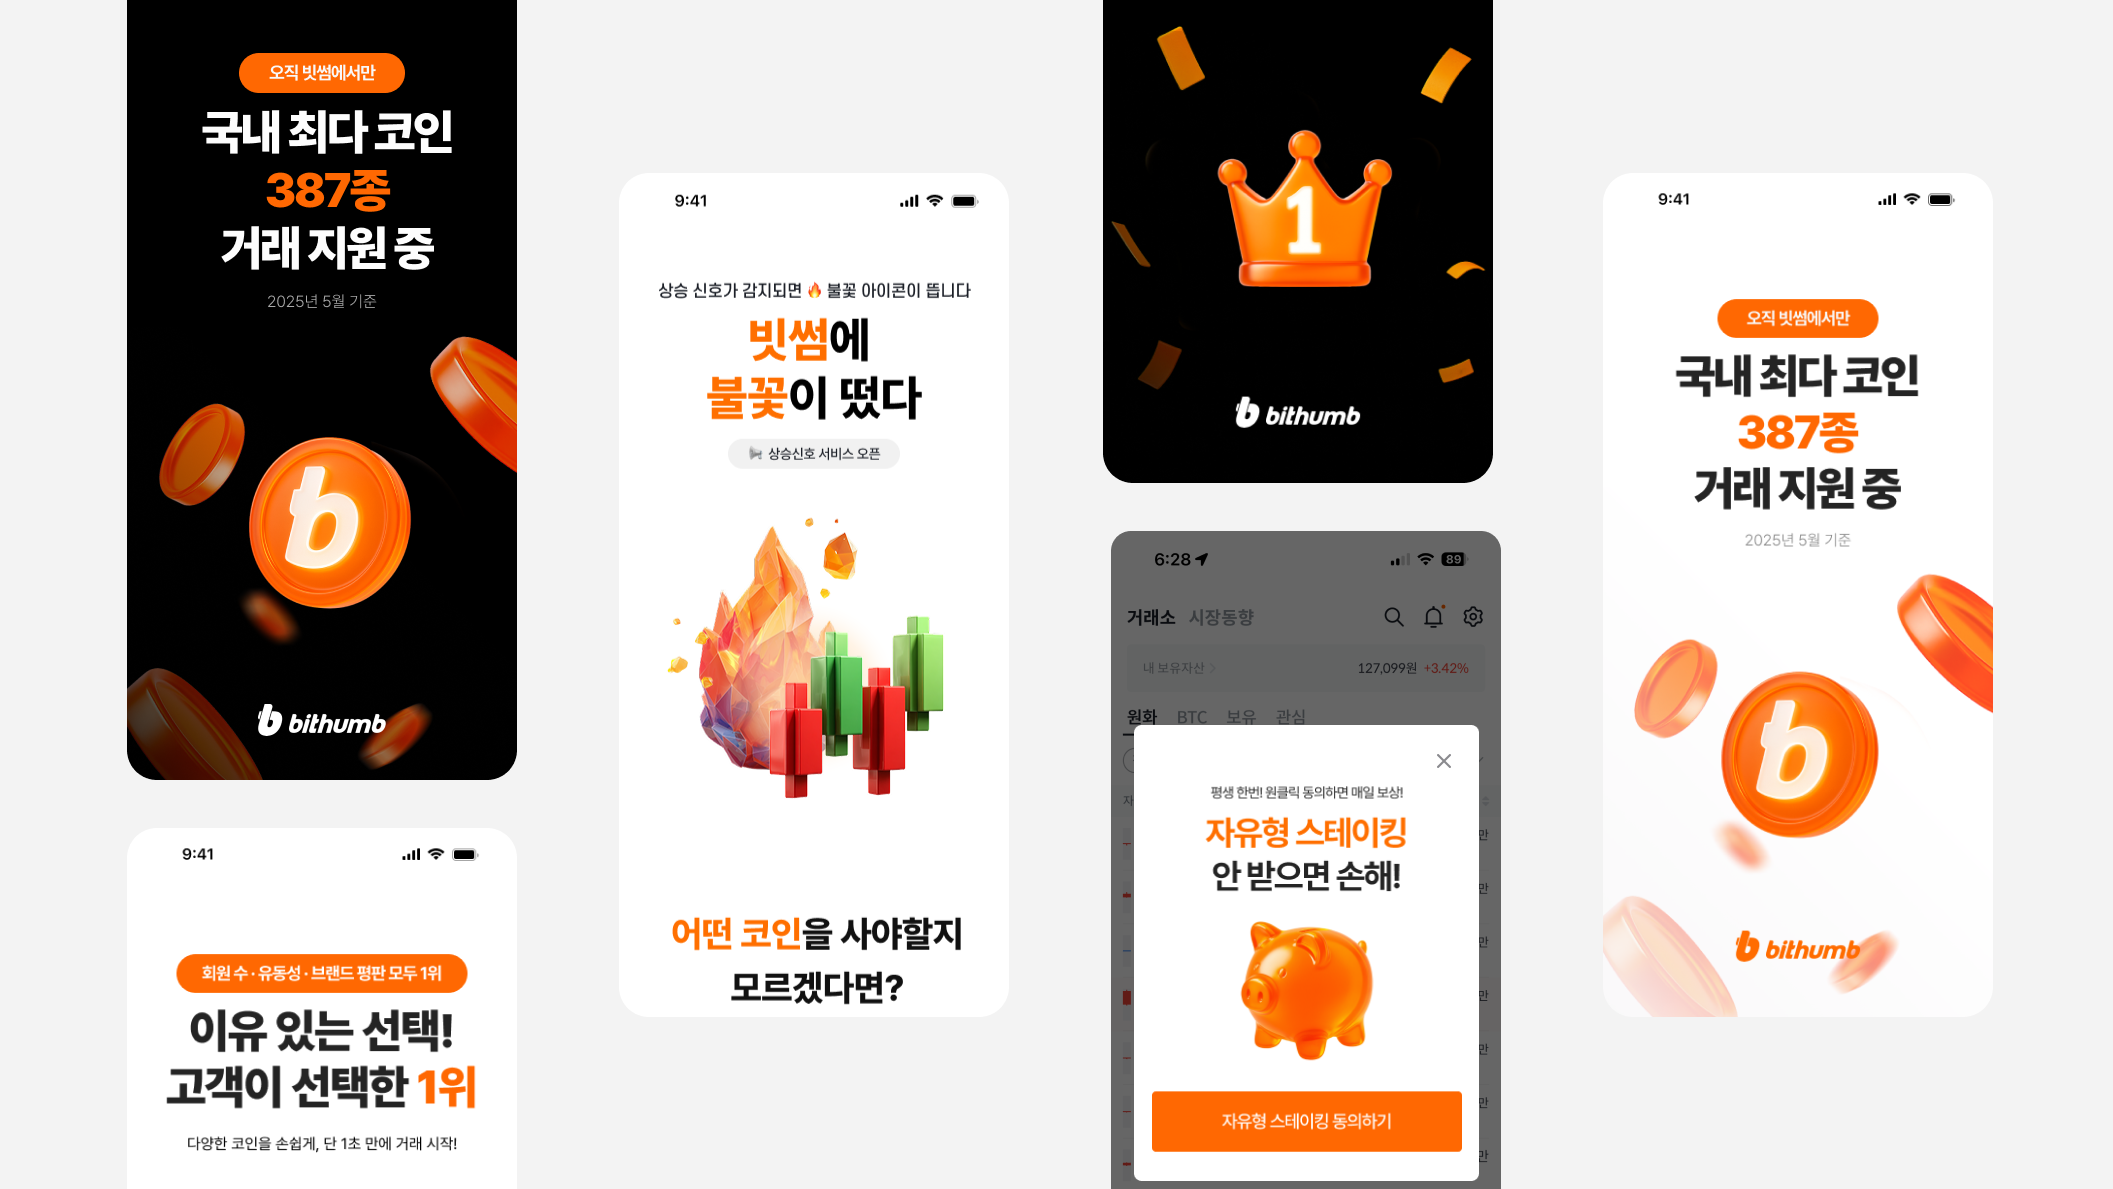 오직 빗썸에서만
국내 최다 코인
387종
거래 지원 중
2025년 5월 기준
b
bithumb
9:41
회원 수 · 유동성 · 브랜드 평판 모두 1위
이유 있는 선택!
고객이 선택한 1위
다양한 코인을 손쉽게, 단 1초 만에 거래 시작!
9:41
상승 신호가 감지되면 🔥 불꽃 아이콘이 뜹니다
빗썸에
불꽃이 떴다
상승신호 서비스 오픈
어떤 코인을 사야할지
모르겠다면?
1
bithumb
6:28
89
거래소 시장동향
내 보유자산 127,099원 +3.42%
원화 BTC 보유 관심
평생 한번! 원클릭 동의하면 매일 보상!
자유형 스테이킹
안 받으면 손해!
자유형 스테이킹 동의하기
9:41
오직 빗썸에서만
국내 최다 코인
387종
거래 지원 중
2025년 5월 기준
b
bithumb